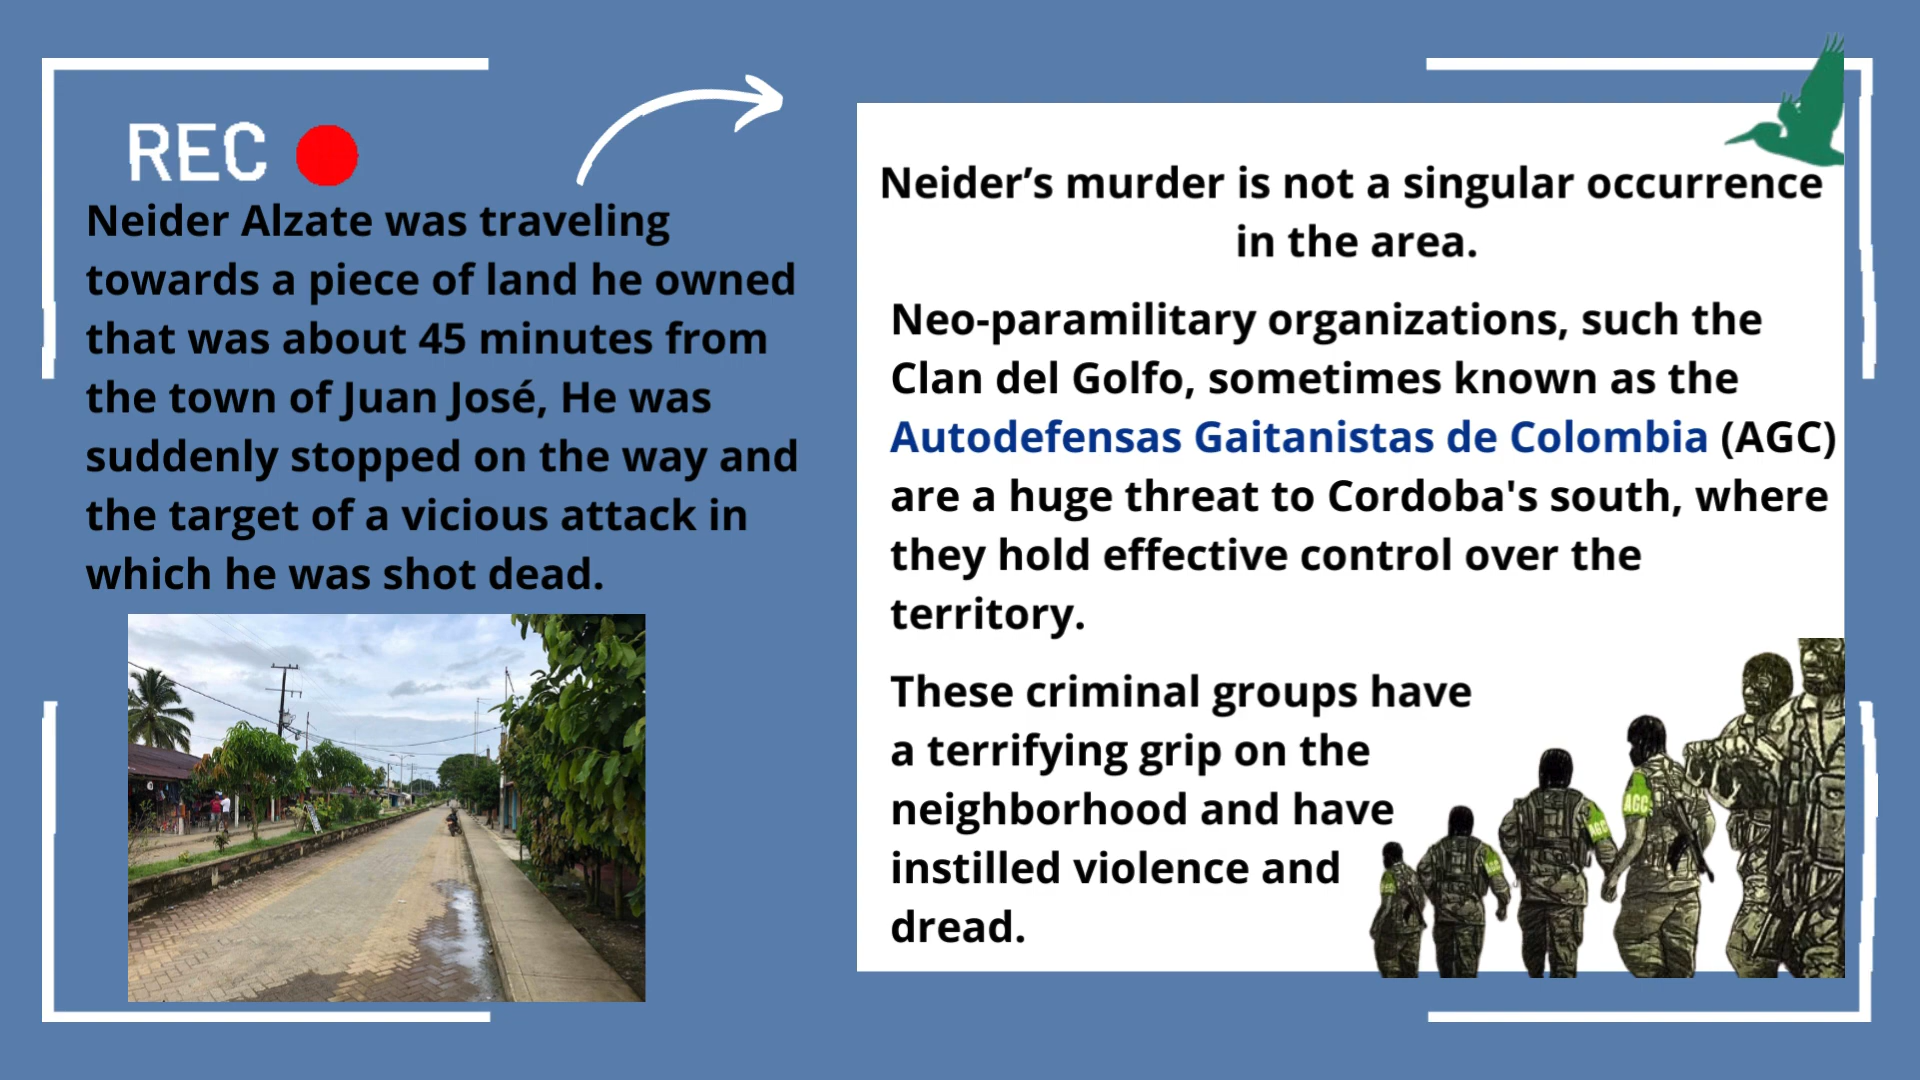 REC
Neider Alzate was traveling
towards a piece of land he owned
that was about 45 minutes from
the town of Juan José, He was
suddenly stopped on the way and
the target of a vicious attack in
which he was shot dead.
Neider’s murder is not a singular occurrence
in the area.
Neo-paramilitary organizations, such the
Clan del Golfo, sometimes known as the
Autodefensas Gaitanistas de Colombia (AGC)
are a huge threat to Cordoba's south, where
they hold effective control over the
territory.
These criminal groups have
a terrifying grip on the
neighborhood and have
instilled violence and
dread.
AGC
AGC